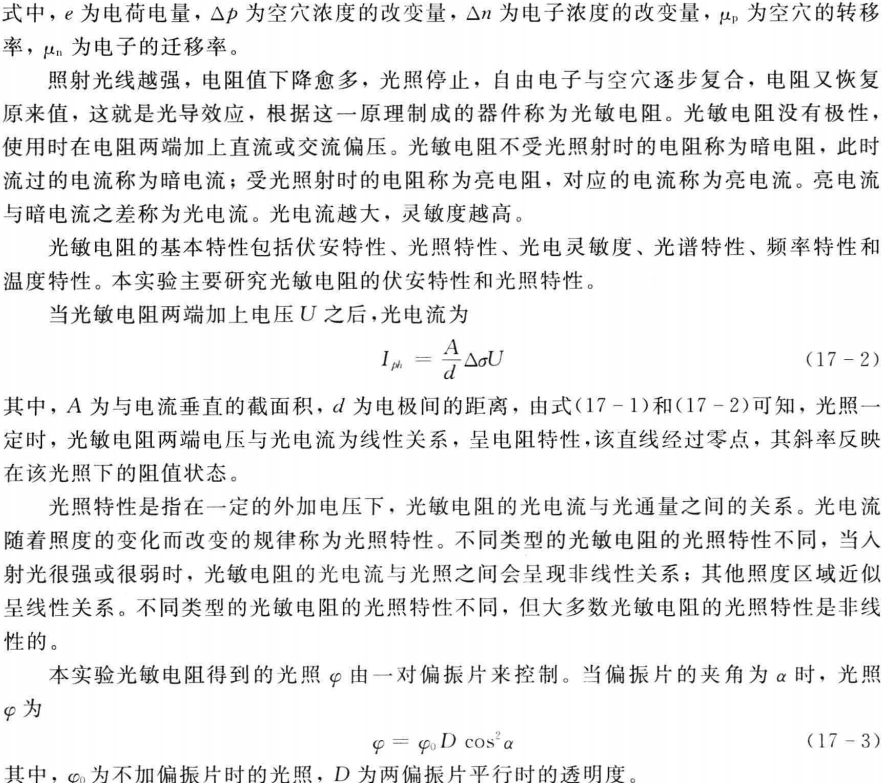 式中，e 为电荷电量，Δp 为空穴浓度的改变量，Δn 为电子浓度的改变量，μp 为空穴的转移
率，μn 为电子的迁移率。
照射光线越强，电阻值下降愈多，光照停止，自由电子与空穴逐步复合，电阻又恢复
原来值，这就是光导效应，根据这一原理制成的器件称为光敏电阻。光敏电阻没有极性，
使用时在电阻两端加上直流或交流偏压。光敏电阻不受光照射时的电阻称为暗电阻，此时
流过的电流称为暗电流；受光照射时的电阻称为亮电阻，对应的电流称为亮电流。亮电流
与暗电流之差称为光电流。光电流越大，灵敏度越高。
光敏电阻的基本特性包括伏安特性、光照特性、光电灵敏度、光谱特性、频率特性和
温度特性。本实验主要研究光敏电阻的伏安特性和光照特性。
当光敏电阻两端加上电压 U 之后，光电流为
I_ph = A/d ΔσU (17－2)
其中，A 为与电流垂直的截面积，d 为电极间的距离，由式(17－1)和(17－2)可知，光照一
定时，光敏电阻两端电压与光电流为线性关系，呈电阻特性，该直线经过零点，其斜率反映
在该光照下的阻值状态。
光照特性是指在一定的外加电压下，光敏电阻的光电流与光通量之间的关系。光电流
随着照度的变化而改变的规律称为光照特性。不同类型的光敏电阻的光照特性不同，当入
射光很强或很弱时，光敏电阻的光电流与光照之间会呈现非线性关系；其他照度区域近似
呈线性关系。不同类型的光敏电阻的光照特性不同，但大多数光敏电阻的光照特性是非线
性的。
本实验光敏电阻得到的光照 φ 由一对偏振片来控制。当偏振片的夹角为 α 时，光照
φ 为
φ = φ₀D cos²α (17－3)
其中，φ₀ 为不加偏振片时的光照，D 为两偏振片平行时的透明度。